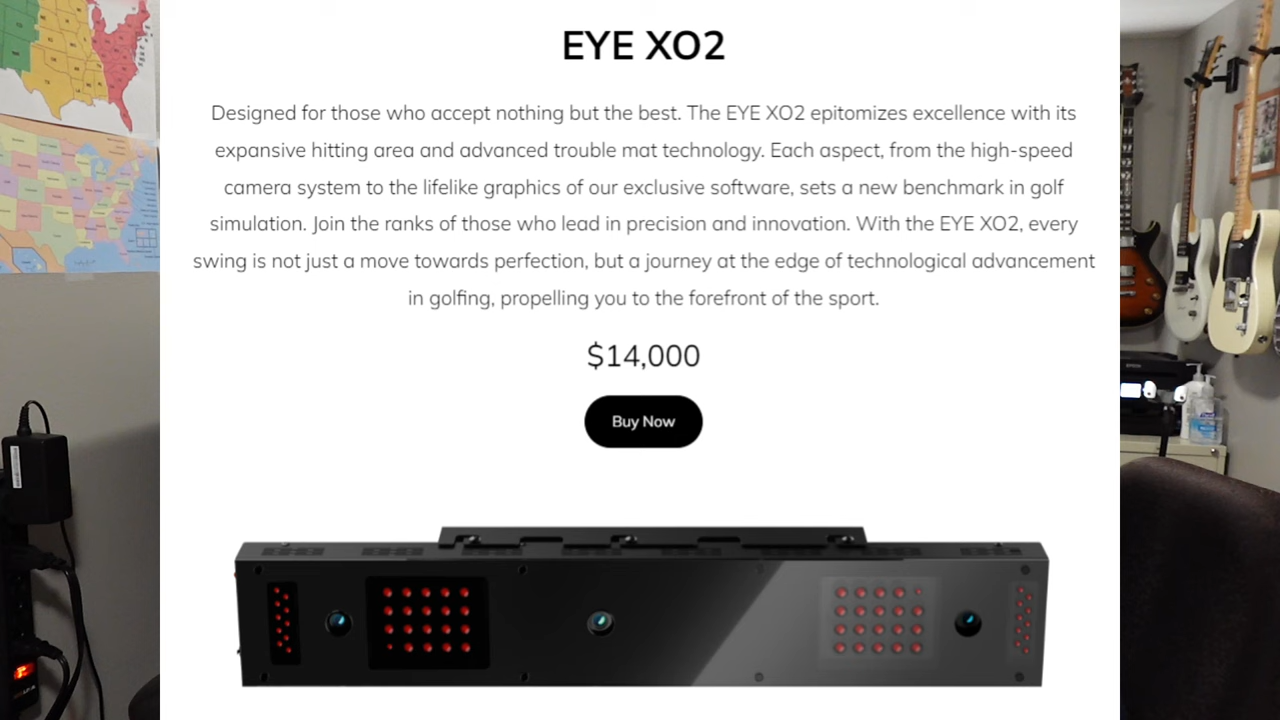 EYE XO2
Designed for those who accept nothing but the best. The EYE XO2 epitomizes excellence with its
expansive hitting area and advanced trouble mat technology. Each aspect, from the high-speed
camera system to the lifelike graphics of our exclusive software, sets a new benchmark in golf
simulation. Join the ranks of those who lead in precision and innovation. With the EYE XO2, every
swing is not just a move towards perfection, but a journey at the edge of technological advancement
in golfing, propelling you to the forefront of the sport.
$14,000
Buy Now